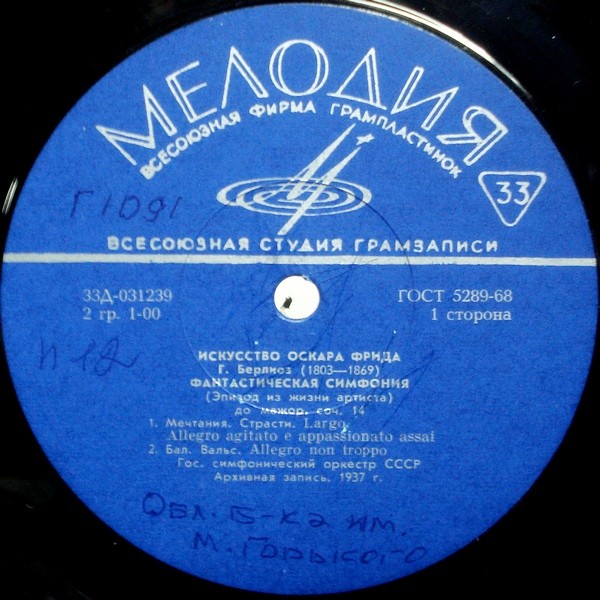 МЕЛОДИЯ
ВСЕСОЮЗНАЯ ФИРМА ГРАМПЛАСТИНОК
33
Г1091
ВСЕСОЮЗНАЯ СТУДИЯ ГРАМЗАПИСИ
33Д-031239
ГОСТ 5289-68
2 гр. 1-00
1 сторона
п 12
ИСКУССТВО ОСКАРА ФРИДА
Г. Берлиоз (1803—1869)
ФАНТАСТИЧЕСКАЯ СИМФОНИЯ
(Эпизод из жизни артиста)
до мажор, соч. 14
1. Мечтания. Страсти. Largo.
Allegro agitato e appassionato assai
2. Бал. Вальс. Allegro non troppo
Гос. симфонический оркестр СССР
Архивная запись, 1937 г.
Обл. б-ка им.
М. Горького